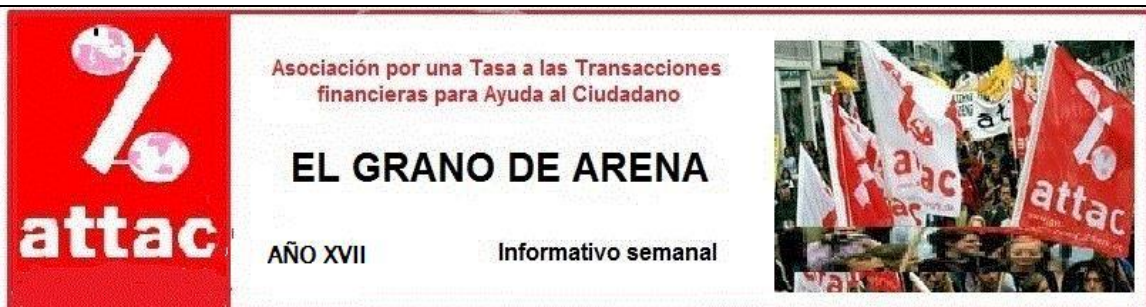 Asociación por una Tasa a las Transacciones
financieras para Ayuda al Ciudadano
EL GRANO DE ARENA
AÑO XVII
Informativo semanal
attac
attac
attac